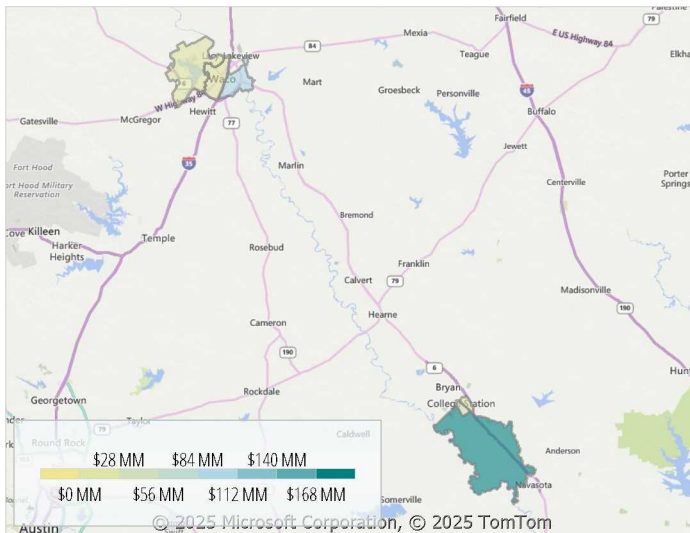 Palestine
Fairfield
79
Mexia
84
E US Highway 84
Lakeview
Teague
Elkha
Waco
Mart
Groesbeck
Personville
45
6
W Highway 84
Buffalo
Gatesville
McGregor
Hewitt
77
Jewett
35
Marlin
Fort Hood
Centerville
Porter
Springs
Fort Hood Military
Reservation
Bremond
Killeen
Temple
Harker
Heights
Rosebud
Franklin
Calvert
79
Madisonville
190
Hearne
Cameron
190
6
Bryan
Rockdale
College Station
Georgetown
Taylor
79
Caldwell
Round Rock
Anderson
Navasota
Somerville
Austin
$28 MM $84 MM $140 MM
$0 MM $56 MM $112 MM $168 MM
© 2025 Microsoft Corporation, © 2025 TomTom